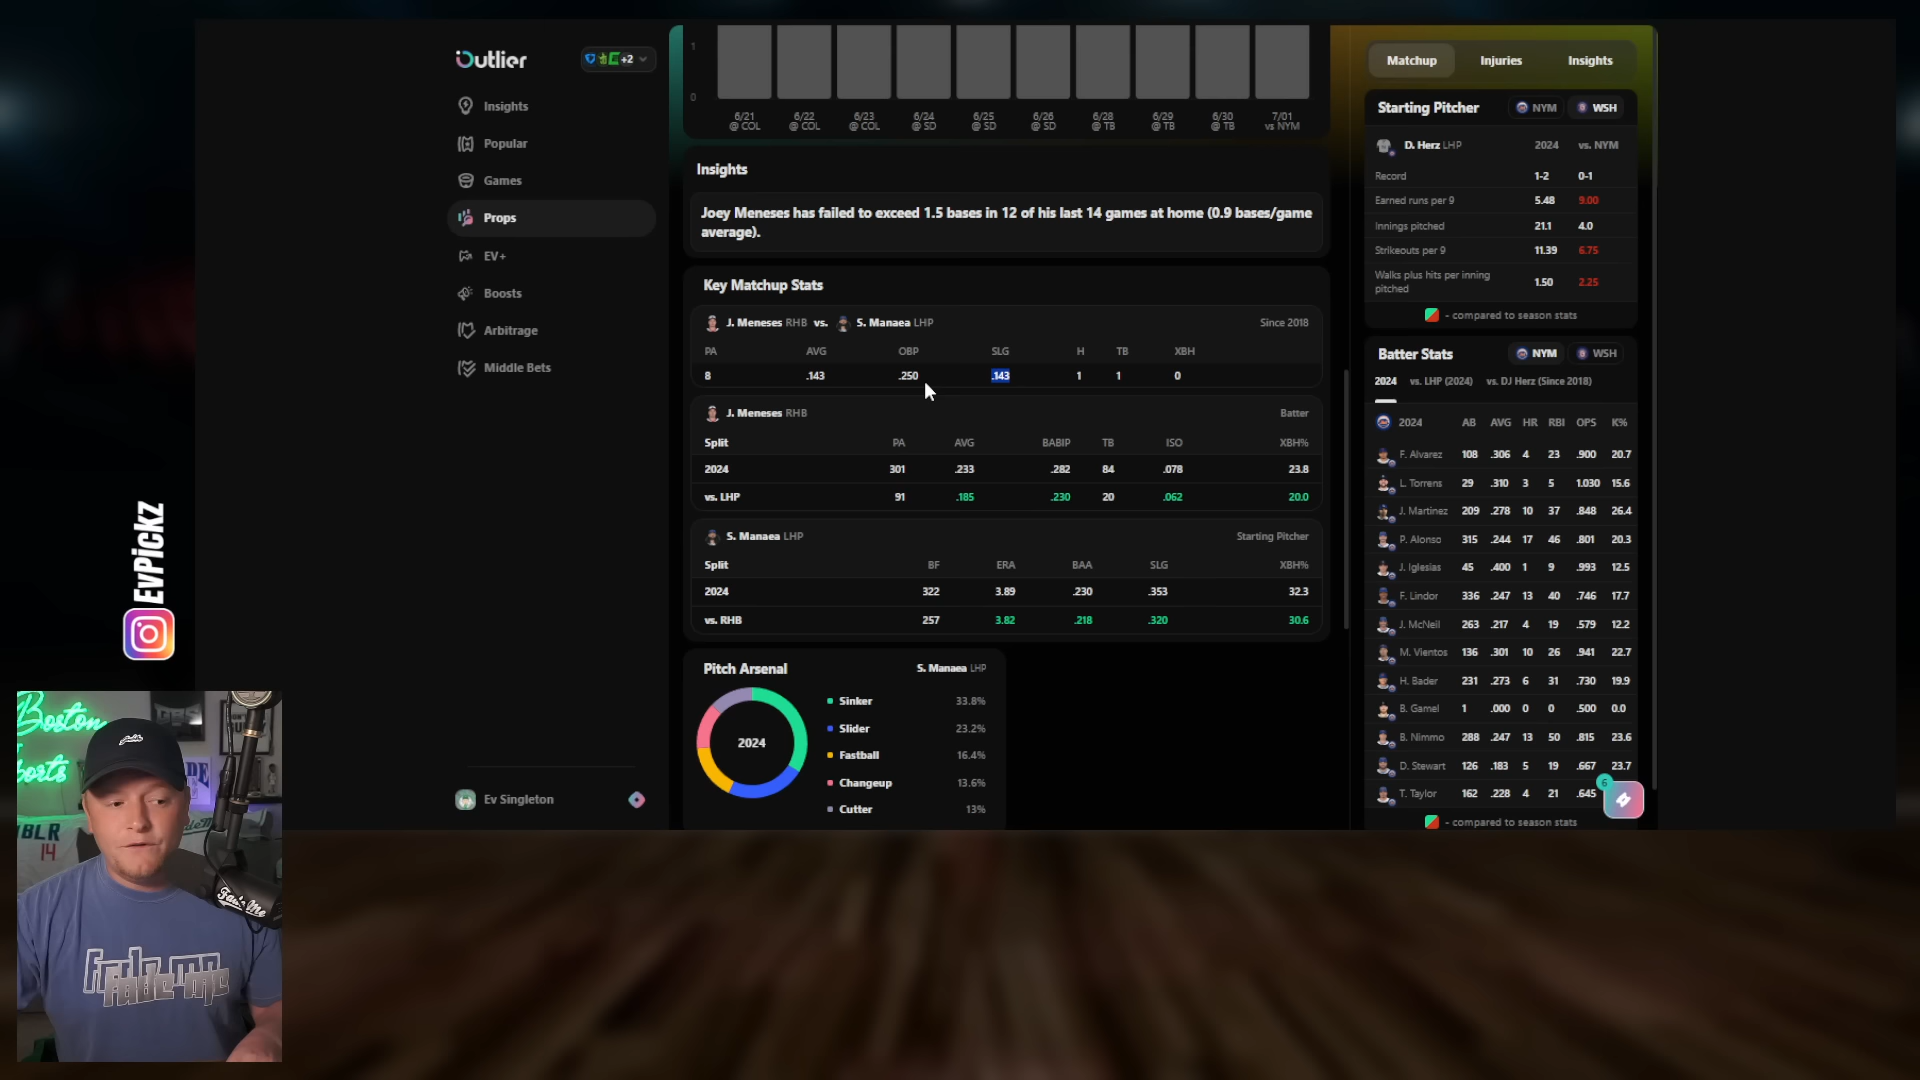 Outlier
+2
Insights
Popular
Games
Props
EV+
Boosts
Arbitrage
Middle Bets
Ev Singleton
1
0
6/21 6/22 6/23 6/24 6/25 6/26 6/28 6/29 6/30 7/01
@ COL @ COL @ COL @ SD @ SD @ SD @ TB @ TB @ TB vs NYM
Insights
Joey Meneses has failed to exceed 1.5 bases in 12 of his last 14 games at home (0.9 bases/game
average).
Key Matchup Stats
J. Meneses RHB vs. S. Manaea LHP Since 2018
PA AVG OBP SLG H TB XBH
8 .143 .250 .143 1 1 0
J. Meneses RHB Batter
Split PA AVG BABIP TB ISO XBH%
2024 301 .233 .282 84 .078 23.8
vs. LHP 91 .185 .230 20 .062 20.0
S. Manaea LHP Starting Pitcher
Split BF ERA BAA SLG XBH%
2024 322 3.89 .230 .353 32.3
vs. RHB 257 3.82 .218 .320 30.6
Pitch Arsenal S. Manaea LHP
2024
Sinker 33.8%
Slider 23.2%
Fastball 16.4%
Changeup 13.6%
Cutter 13%
Matchup Injuries Insights
Starting Pitcher NYM WSH
D. Herz LHP 2024 vs. NYM
Record 1-2 0-1
Earned runs per 9 5.48 9.00
Innings pitched 21.1 4.0
Strikeouts per 9 11.39 6.75
Walks plus hits per inning
pitched 1.50 2.25
- compared to season stats
Batter Stats NYM WSH
2024 vs. LHP (2024) vs. DJ Herz (Since 2018)
2024 AB AVG HR RBI OPS K%
F. Alvarez 108 .306 4 23 .900 20.7
L. Torrens 29 .310 3 5 1.030 15.6
J. Martinez 209 .278 10 37 .848 26.4
P. Alonso 315 .244 17 46 .801 20.3
J. Iglesias 45 .400 1 9 .993 12.5
F. Lindor 336 .247 13 40 .746 17.7
J. McNeil 263 .217 4 19 .579 12.2
M. Vientos 136 .301 10 26 .941 22.7
H. Bader 231 .273 6 31 .730 19.9
B. Gamel 1 .000 0 0 .500 0.0
B. Nimmo 288 .247 13 50 .815 23.6
D. Stewart 126 .183 5 19 .667 23.7
T. Taylor 162 .228 4 21 .645
6
- compared to season stats
EvPickz
Boston
orts
BLR
14
Fade Me
fade me